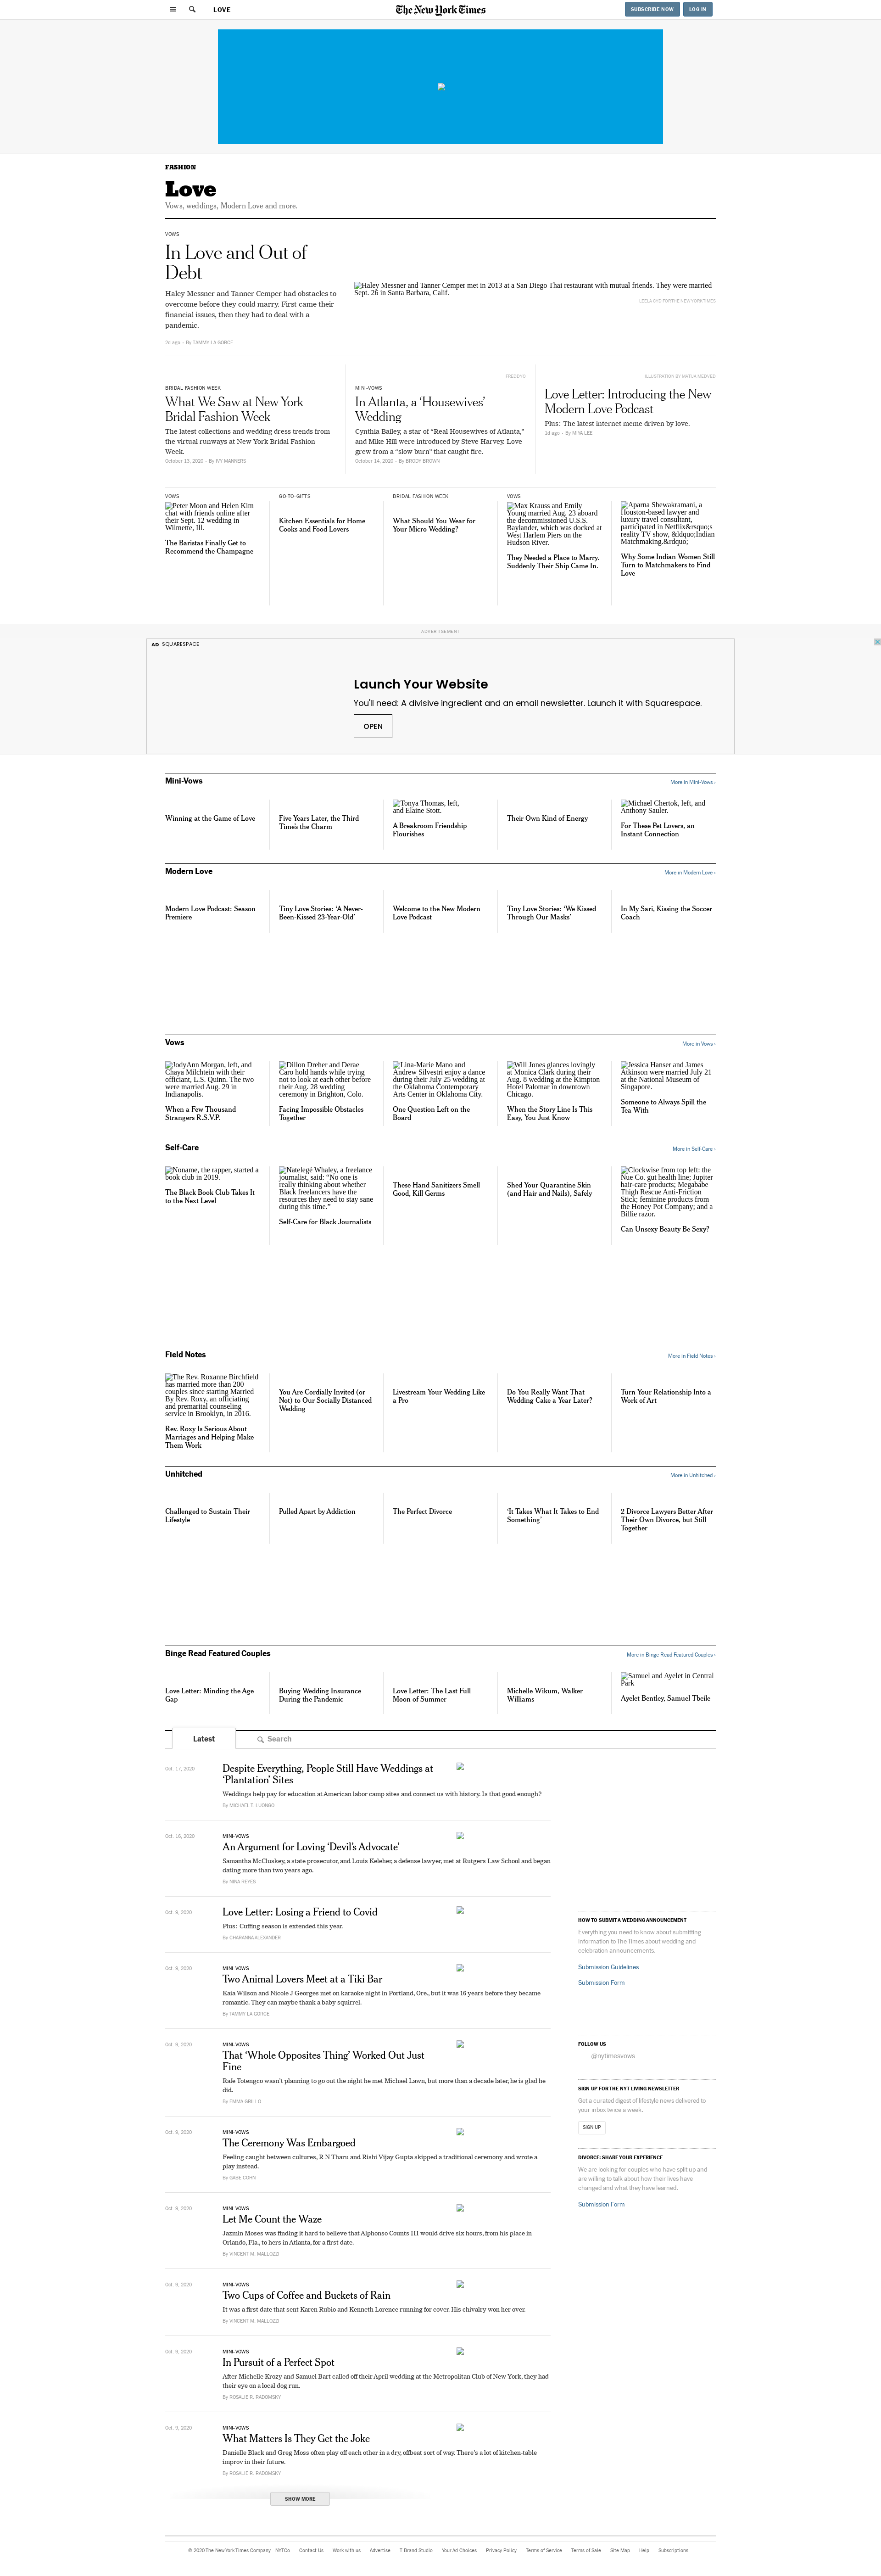 LOVE
The New York Times
SUBSCRIBE NOW
LOG IN
FASHION
Love
Vows, weddings, Modern Love and more.
VOWS
In Love and Out of
Debt
Haley Messner and Tanner Cemper had obstacles to
overcome before they could marry. First came their
financial issues, then they had to deal with a
pandemic.
2d ago – By TAMMY LA GORCE
Haley Messner and Tanner Cemper met in 2013 at a San Diego Thai restaurant with mutual friends. They were married
Sept. 26 in Santa Barbara, Calif.
LEELA CYD FOR THE NEW YORK TIMES
BRIDAL FASHION WEEK
What We Saw at New York
Bridal Fashion Week
The latest collections and wedding dress trends from
the virtual runways at New York Bridal Fashion
Week.
October 13, 2020 – By IVY MANNERS
FREDDYO
MINI-VOWS
In Atlanta, a ‘Housewives’
Wedding
Cynthia Bailey, a star of “Real Housewives of Atlanta,”
and Mike Hill were introduced by Steve Harvey. Love
grew from a “slow burn” that caught fire.
October 14, 2020 – By BRODY BROWN
ILLUSTRATION BY MATIJA MEDVED
Love Letter: Introducing the New
Modern Love Podcast
Plus: The latest internet meme driven by love.
2d ago – By MIYA LEE
VOWS
Peter Moon and Helen Kim
chat with friends online after
their Sept. 12 wedding in
Wilmette, Ill.
The Baristas Finally Get to
Recommend the Champagne
GO-TO-GIFTS
Kitchen Essentials for Home
Cooks and Food Lovers
BRIDAL FASHION WEEK
What Should You Wear for
Your Micro Wedding?
VOWS
Max Krauss and Emily
Young married Aug. 23 aboard
the decommissioned U.S.S.
Baylander, which was docked at
West Harlem Piers on the
Hudson River.
They Needed a Place to Marry.
Suddenly Their Ship Came In.
Aparna Shewakramani, a
Houston-based lawyer and
luxury travel consultant,
participated in Netflix&rsquo;s
reality TV show, &ldquo;Indian
Matchmaking.&rdquo;
Why Some Indian Women Still
Turn to Matchmakers to Find
Love
ADVERTISEMENT
AD SQUARESPACE
Launch Your Website
You'll need: A divisive ingredient and an email newsletter. Launch it with Squarespace.
OPEN
Mini-Vows
More in Mini-Vows ›
Winning at the Game of Love
Five Years Later, the Third
Time’s the Charm
Tonya Thomas, left,
and Elaine Stott.
A Breakroom Friendship
Flourishes
Their Own Kind of Energy
Michael Chertok, left, and
Anthony Sauler.
For These Pet Lovers, an
Instant Connection
Modern Love
More in Modern Love ›
Modern Love Podcast: Season
Premiere
Tiny Love Stories: ‘A Never-
Been-Kissed 23-Year-Old’
Welcome to the New Modern
Love Podcast
Tiny Love Stories: ‘We Kissed
Through Our Masks’
In My Sari, Kissing the Soccer
Coach
Vows
More in Vows ›
JodyAnn Morgan, left, and
Chaya Milchtein with their
officiant, L.S. Quinn. The two
were married Aug. 29 in
Indianapolis.
When a Few Thousand
Strangers R.S.V.P.
Dillon Dreher and Derae
Caro hold hands while trying
not to look at each other before
their Aug. 28 wedding
ceremony in Brighton, Colo.
Facing Impossible Obstacles
Together
Lina-Marie Mano and
Andrew Silvestri enjoy a dance
during their July 25 wedding at
the Oklahoma Contemporary
Arts Center in Oklahoma City.
One Question Left on the
Board
Will Jones glances lovingly
at Monica Clark during their
Aug. 8 wedding at the Kimpton
Hotel Palomar in downtown
Chicago.
When the Story Line Is This
Easy, You Just Know
Jessica Hanser and James
Atkinson were married July 21
at the National Museum of
Singapore.
Someone to Always Spill the
Tea With
Self-Care
More in Self-Care ›
Noname, the rapper, started a
book club in 2019.
The Black Book Club Takes It
to the Next Level
Natelegé Whaley, a freelance
journalist, said: “No one is
really thinking about whether
Black freelancers have the
resources they need to stay sane
during this time.”
Self-Care for Black Journalists
These Hand Sanitizers Smell
Good, Kill Germs
Shed Your Quarantine Skin
(and Hair and Nails), Safely
Clockwise from top left: the
Nue Co. gut health line; Jupiter
hair-care products; Megababe
Thigh Rescue Anti-Friction
Stick; feminine products from
the Honey Pot Company; and a
Billie razor.
Can Unsexy Beauty Be Sexy?
Field Notes
More in Field Notes ›
The Rev. Roxanne Birchfield
has married more than 200
couples since starting Married
By Rev. Roxy, an officiating
and premarital counseling
service in Brooklyn, in 2016.
Rev. Roxy Is Serious About
Marriages and Helping Make
Them Work
You Are Cordially Invited (or
Not) to Our Socially Distanced
Wedding
Livestream Your Wedding Like
a Pro
Do You Really Want That
Wedding Cake a Year Later?
Turn Your Relationship Into a
Work of Art
Unhitched
More in Unhitched ›
Challenged to Sustain Their
Lifestyle
Pulled Apart by Addiction
The Perfect Divorce
‘It Takes What It Takes to End
Something’
2 Divorce Lawyers Better After
Their Own Divorce, but Still
Together
Binge Read Featured Couples
More in Binge Read Featured Couples ›
Love Letter: Minding the Age
Gap
Buying Wedding Insurance
During the Pandemic
Love Letter: The Last Full
Moon of Summer
Michelle Wikum, Walker
Williams
Samuel and Ayelet in Central
Park
Ayelet Bentley, Samuel Tbeile
Latest
Search
Oct. 17, 2020
Despite Everything, People Still Have Weddings at
‘Plantation’ Sites
Weddings help pay for education at American labor camp sites and connect us with history. Is that good enough?
By MICHAEL T. LUONGO
Oct. 16, 2020
MINI-VOWS
An Argument for Loving ‘Devil’s Advocate’
Samantha McCluskey, a state prosecutor, and Louis Keleher, a defense lawyer, met at Rutgers Law School and began
dating more than two years ago.
By NINA REYES
Oct. 9, 2020
Love Letter: Losing a Friend to Covid
Plus: Cuffing season is extended this year.
By CHARANNA ALEXANDER
Oct. 9, 2020
MINI-VOWS
Two Animal Lovers Meet at a Tiki Bar
Kaia Wilson and Nicole J Georges met on karaoke night in Portland, Ore., but it was 16 years before they became
romantic. They can maybe thank a baby squirrel.
By TAMMY LA GORCE
Oct. 9, 2020
MINI-VOWS
That ‘Whole Opposites Thing’ Worked Out Just
Fine
Rafe Totengco wasn’t planning to go out the night he met Michael Lawn, but more than a decade later, he is glad he
did.
By EMMA GRILLO
Oct. 9, 2020
MINI-VOWS
The Ceremony Was Embargoed
Feeling caught between cultures, R N Tharu and Rishi Vijay Gupta skipped a traditional ceremony and wrote a
play instead.
By GABE COHN
Oct. 9, 2020
MINI-VOWS
Let Me Count the Waze
Jazmin Moses was finding it hard to believe that Alphonso Counts III would drive six hours, from his place in
Orlando, Fla., to hers in Atlanta, for a first date.
By VINCENT M. MALLOZZI
Oct. 9, 2020
MINI-VOWS
Two Cups of Coffee and Buckets of Rain
It was a first date that sent Karen Rubio and Kenneth Lorence running for cover. His chivalry won her over.
By VINCENT M. MALLOZZI
Oct. 9, 2020
MINI-VOWS
In Pursuit of a Perfect Spot
After Michelle Krozy and Samuel Bart called off their April wedding at the Metropolitan Club of New York, they had
their eye on a local dog run.
By ROSALIE R. RADOMSKY
Oct. 9, 2020
MINI-VOWS
What Matters Is They Get the Joke
Danielle Black and Greg Moss often play off each other in a dry, offbeat sort of way. There’s a lot of kitchen-table
improv in their future.
By ROSALIE R. RADOMSKY
SHOW MORE
HOW TO SUBMIT A WEDDING ANNOUNCEMENT
Everything you need to know about submitting
information to The Times about wedding and
celebration announcements.
Submission Guidelines
Submission Form
FOLLOW US
@nytimesvows
SIGN UP FOR THE NYT LIVING NEWSLETTER
Get a curated digest of lifestyle news delivered to
your inbox twice a week.
SIGN UP
DIVORCE: SHARE YOUR EXPERIENCE
We are looking for couples who have split up and
are willing to talk about how their lives have
changed and what they have learned.
Submission Form
© 2020 The New York Times Company NYTCo Contact Us Work with us Advertise T Brand Studio Your Ad Choices Privacy Policy Terms of Service Terms of Sale Site Map Help Subscriptions